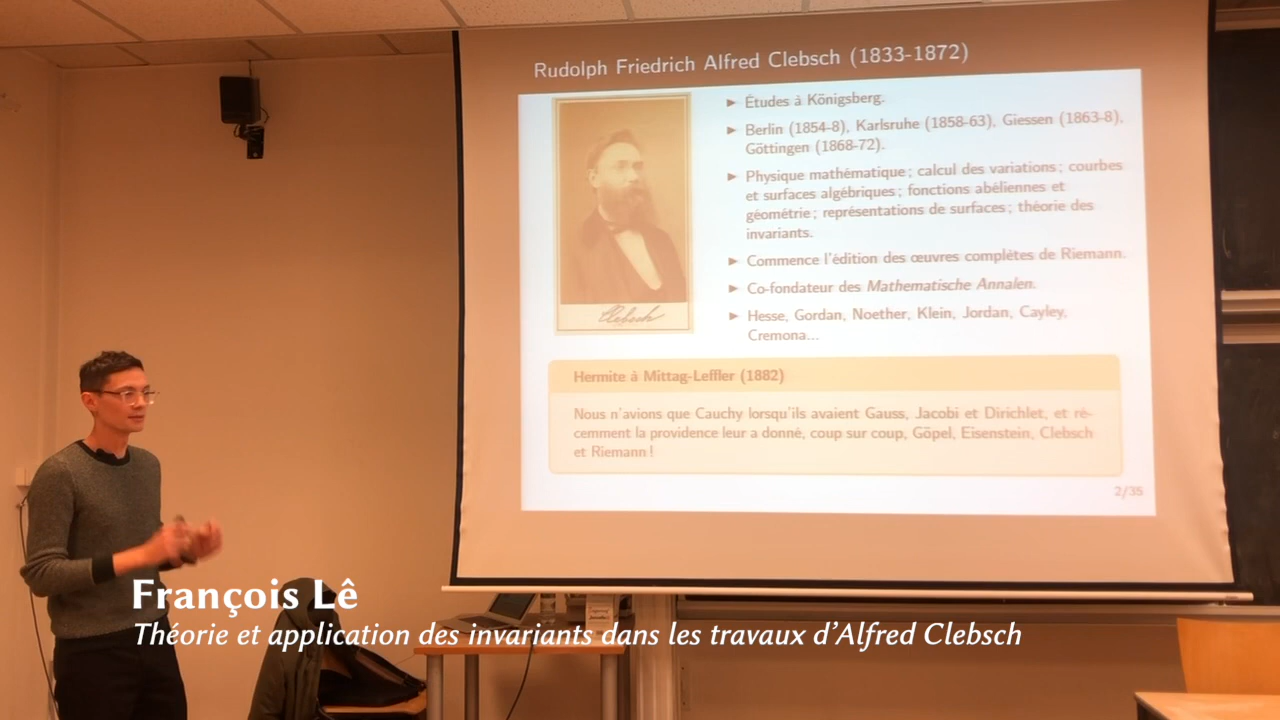 Rudolph Friedrich Alfred Clebsch (1833-1872)
► Études à Königsberg.
► Berlin (1854-8), Karlsruhe (1858-63), Giessen (1863-8),
Göttingen (1868-72).
► Physique mathématique ; calcul des variations ; courbes
et surfaces algébriques ; fonctions abéliennes et
géométrie ; représentations de surfaces ; théorie des
invariants.
► Commence l'édition des œuvres complètes de Riemann.
► Co-fondateur des Mathematische Annalen.
► Hesse, Gordan, Noether, Klein, Jordan, Cayley,
Cremona...
Clebsch
Hermite à Mittag-Leffler (1882)
Nous n'avions que Cauchy lorsqu'ils avaient Gauss, Jacobi et Dirichlet, et ré-
cemment la providence leur a donné, coup sur coup, Göpel, Eisenstein, Clebsch
et Riemann !
2/35
François Lê
Théorie et application des invariants dans les travaux d'Alfred Clebsch